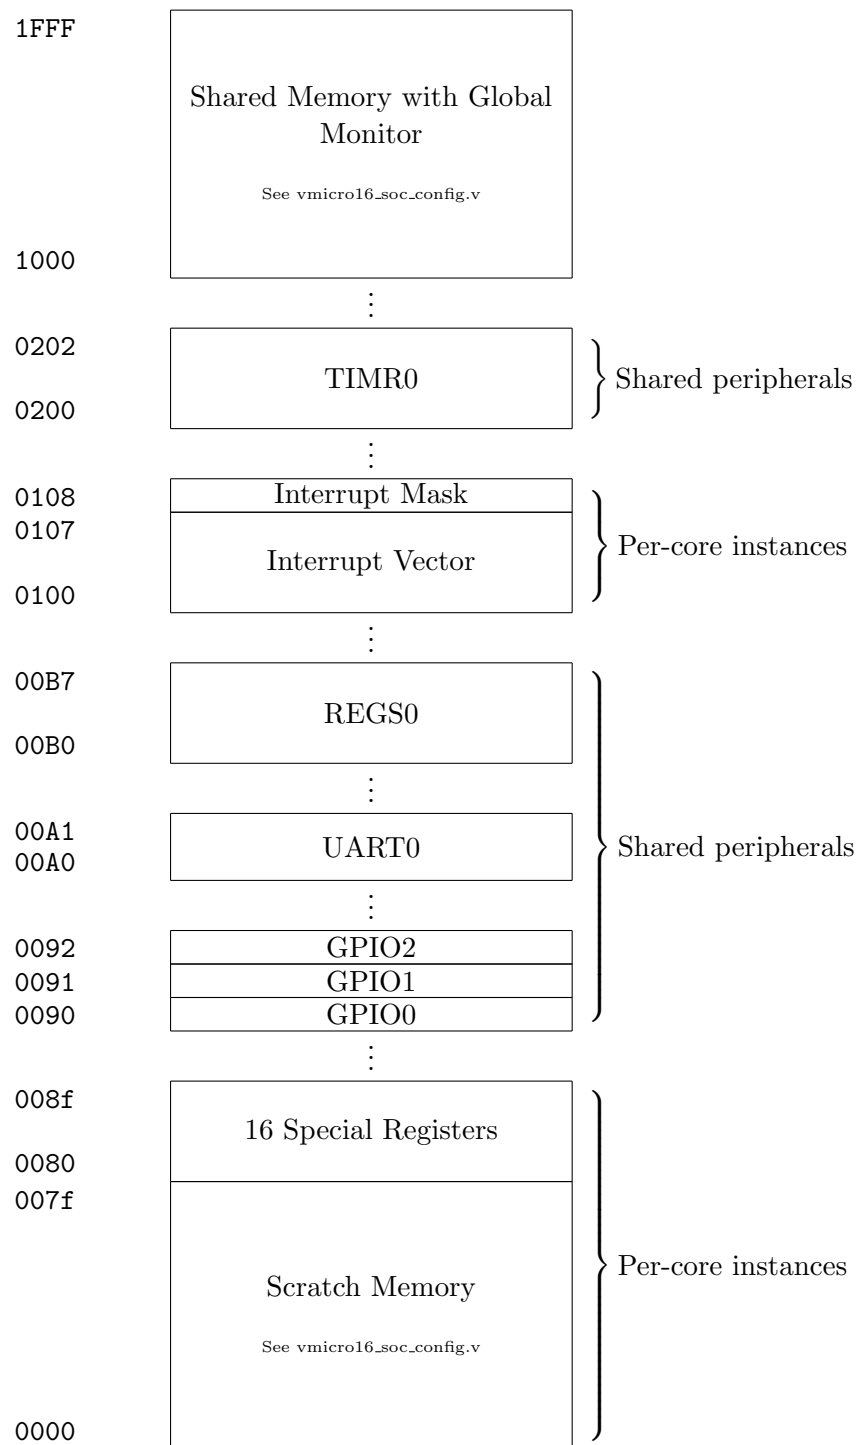 1FFF
Shared Memory with Global
Monitor
See vmicro16_soc_config.v
1000
0202
TIMR0
Shared peripherals
0200
0108
Interrupt Mask
0107
Interrupt Vector
Per-core instances
0100
00B7
REGS0
00B0
00A1
UART0
Shared peripherals
00A0
0092
GPIO2
0091
GPIO1
0090
GPIO0
008f
16 Special Registers
0080
007f
Per-core instances
Scratch Memory
See vmicro16_soc_config.v
0000